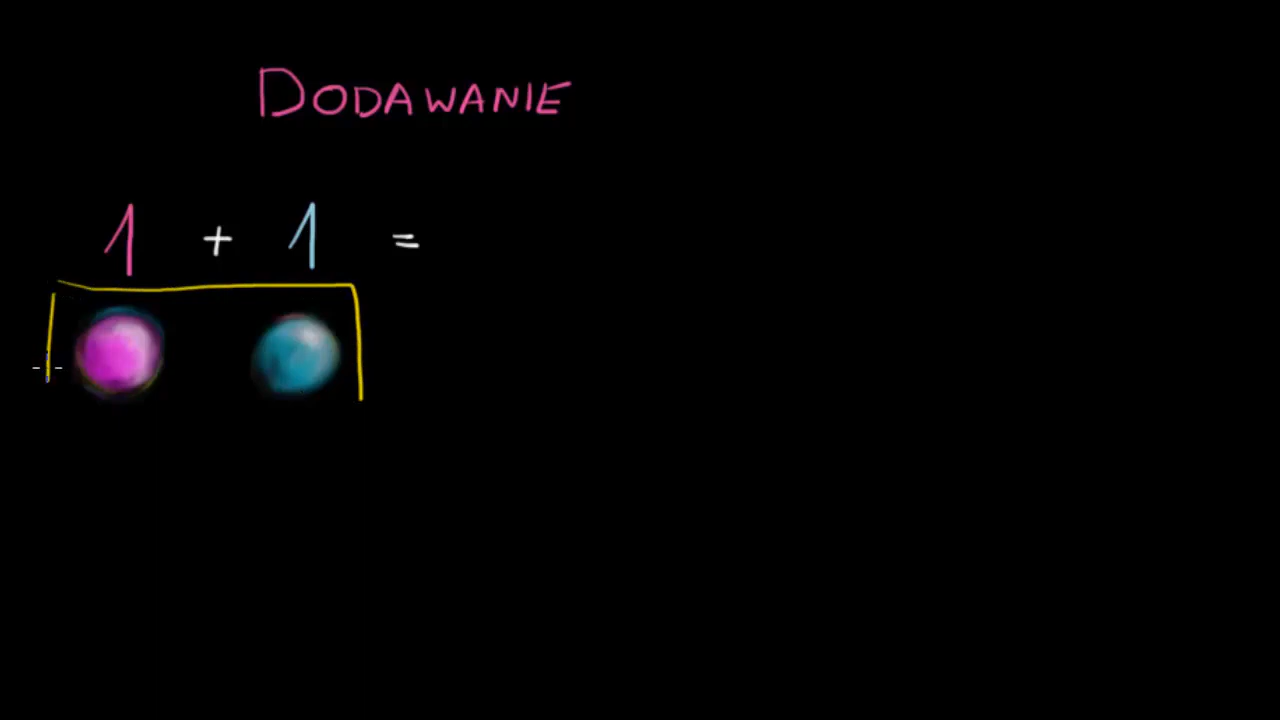 DODAWANIE
1 + 1 =